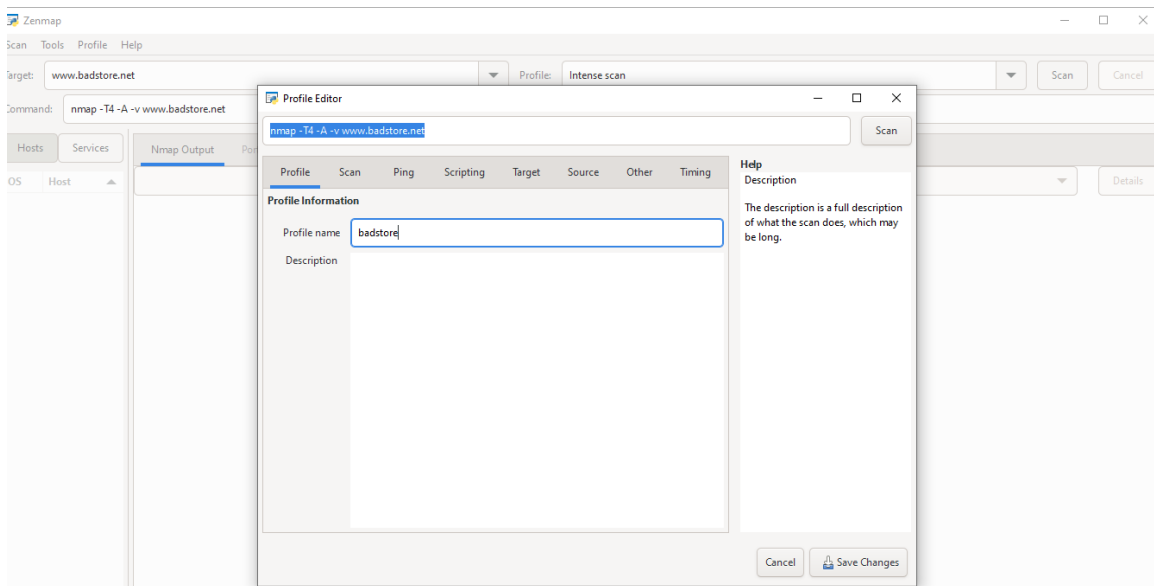 Zenmap
Scan Tools Profile Help
Target: www.badstore.net Profile: Intense scan Scan Cancel
Command: nmap -T4 -A -v www.badstore.net
Profile Editor
nmap -T4 -A -v www.badstore.net Scan
Hosts Services Nmap Output
OS Host Details
Profile Scan Ping Scripting Target Source Other Timing
Profile Information
Profile name badstore
Description
Help
Description
The description is a full description
of what the scan does, which may
be long.
Cancel Save Changes